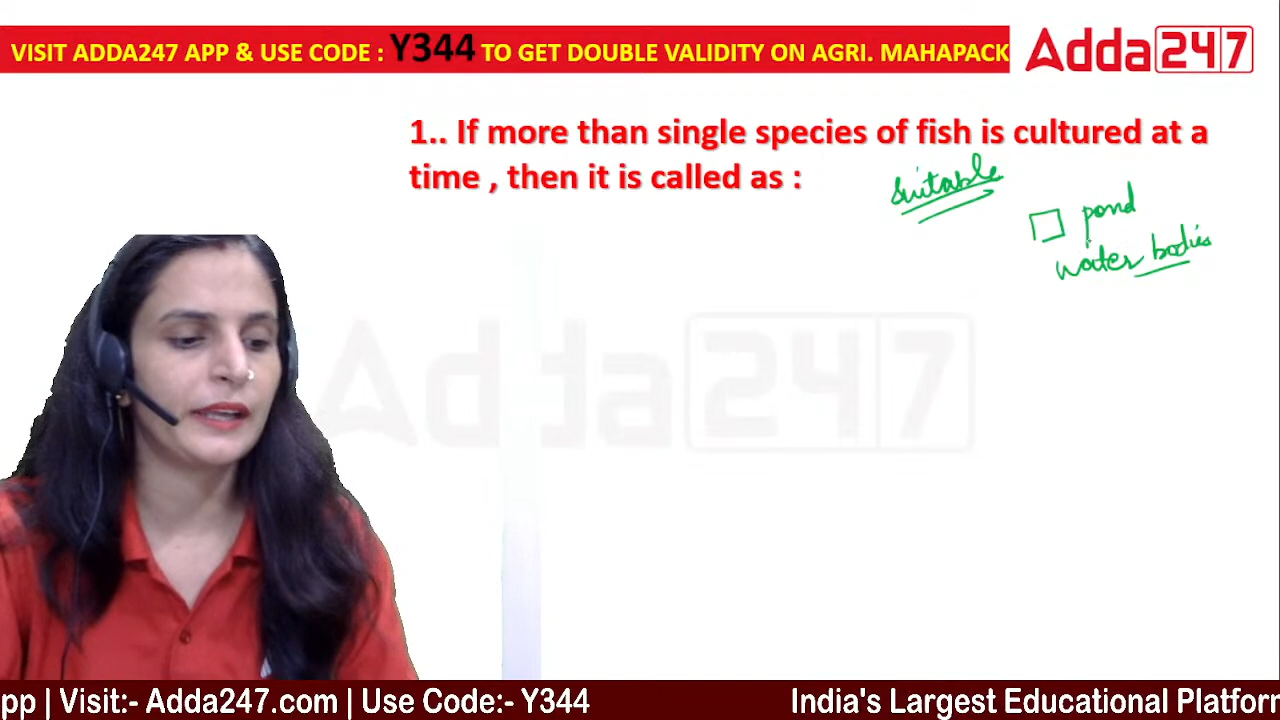 VISIT ADDA247 APP & USE CODE : Y344 TO GET DOUBLE VALIDITY ON AGRI. MAHAPACK
Adda247
1.. If more than single species of fish is cultured at a
time , then it is called as :
suitable
pond
water bodies
Adda247
pp | Visit:- Adda247.com | Use Code:- Y344
India's Largest Educational Platforr